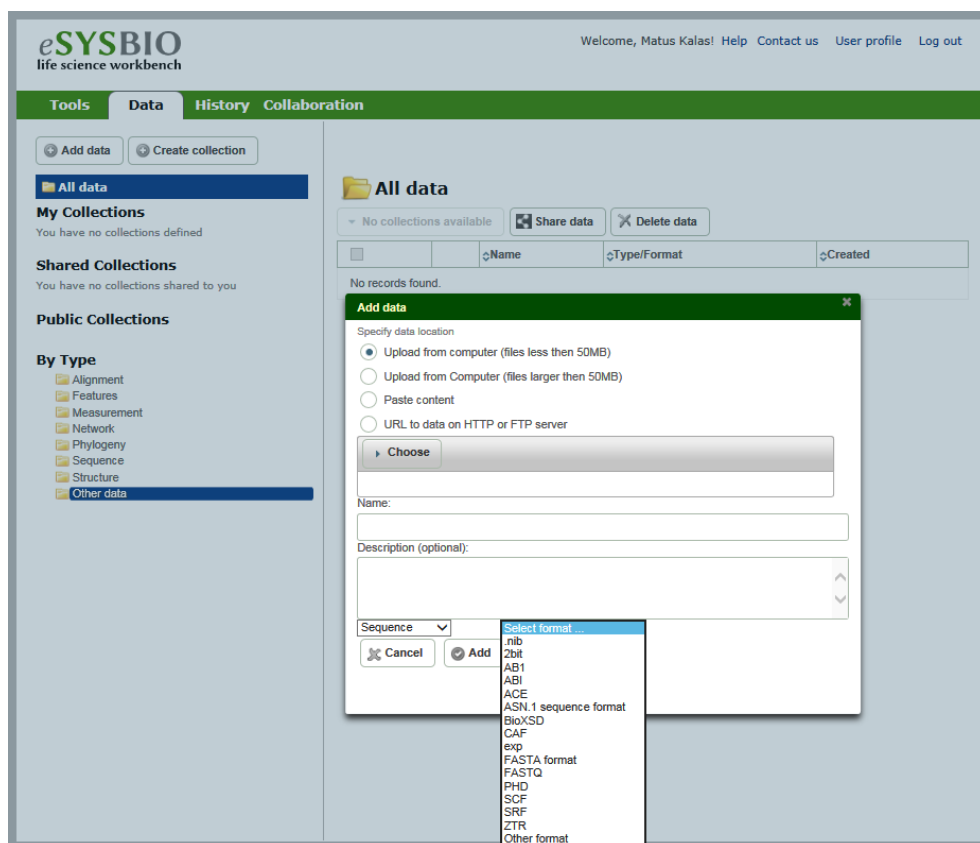 eSYSBIO
life science workbench
Welcome, Matus Kalas! Help Contact us User profile Log out
Tools Data History Collaboration
Add data Create collection
All data
My Collections
You have no collections defined
Shared Collections
You have no collections shared to you
Public Collections
By Type
Alignment
Features
Measurement
Network
Phylogeny
Sequence
Structure
Other data
All data
No collections available Share data Delete data
Name Type/Format Created
No records found.
Add data
Specify data location
Upload from computer (files less then 50MB)
Upload from Computer (files larger then 50MB)
Paste content
URL to data on HTTP or FTP server
Choose
Name:
Description (optional):
Sequence Select format ...
Cancel Add
.nib
2bit
AB1
ABI
ACE
ASN.1 sequence format
BioXSD
CAF
exp
FASTA format
FASTQ
PHD
SCF
SRF
ZTR
Other format